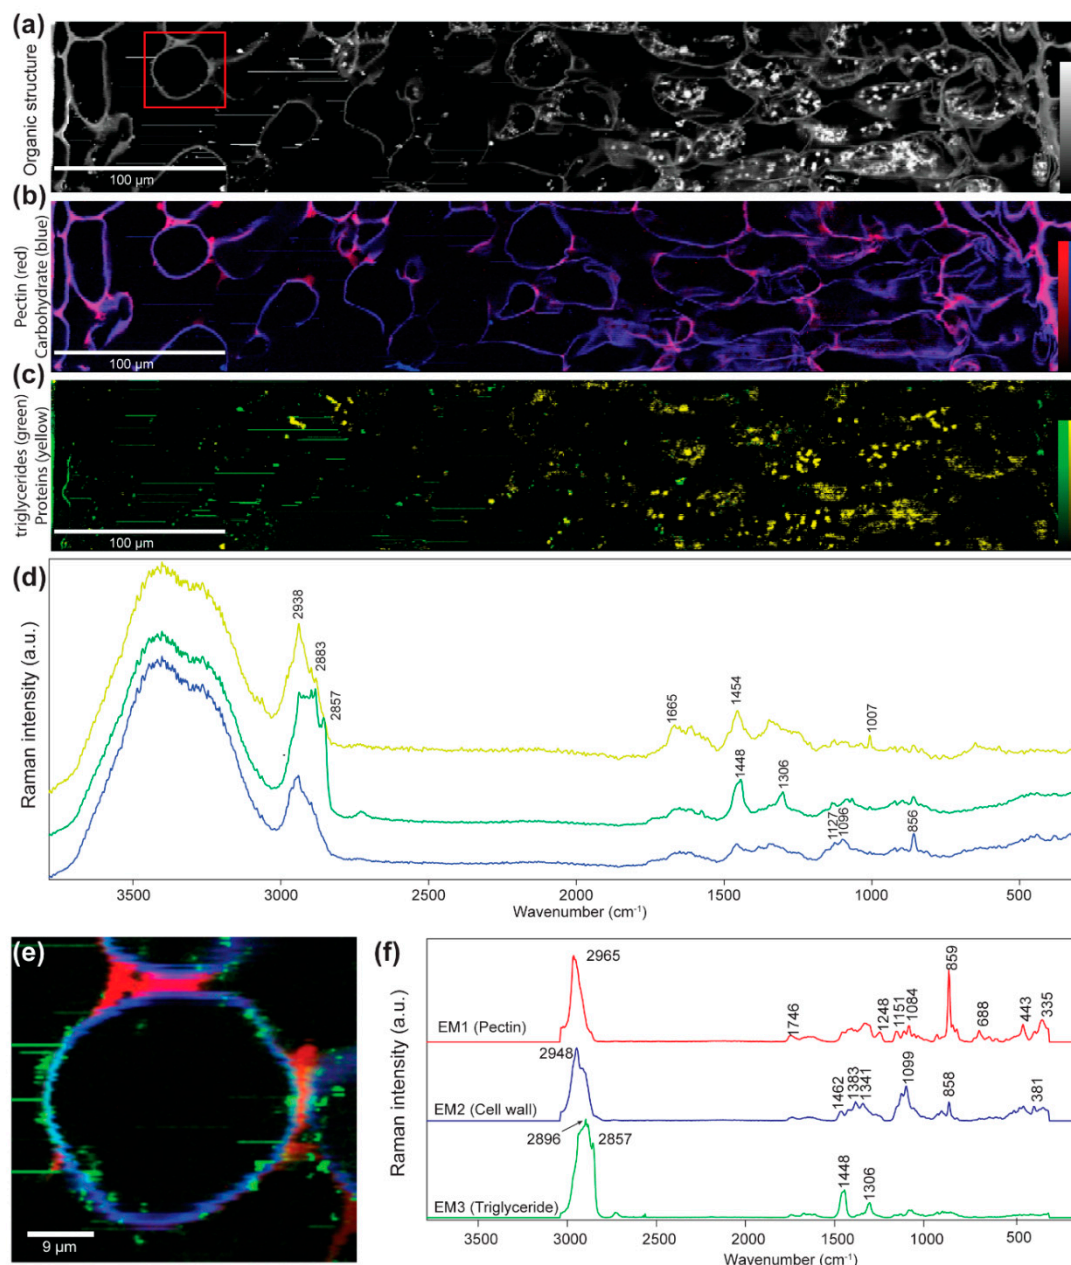 (a)
Organic structure
100 µm
(b)
Pectin (red)
Carbohydrate (blue)
100 µm
(c)
triglycerides (green)
Proteins (yellow)
100 µm
(d)
Raman intensity (a.u.)
2938
2883
2857
1665
1454
1007
1448
1306
1127
1096
856
3500 3000 2500 2000 1500 1000 500
Wavenumber (cm⁻¹)
(e)
9 µm
(f)
Raman intensity (a.u.)
2965
1746
1248
1151
1084
859
688
443
335
EM1 (Pectin)
2948
1462
1383
1341
1099
858
381
EM2 (Cell wall)
2896
2857
1448
1306
EM3 (Triglyceride)
3500 3000 2500 2000 1500 1000 500
Wavenumber (cm⁻¹)